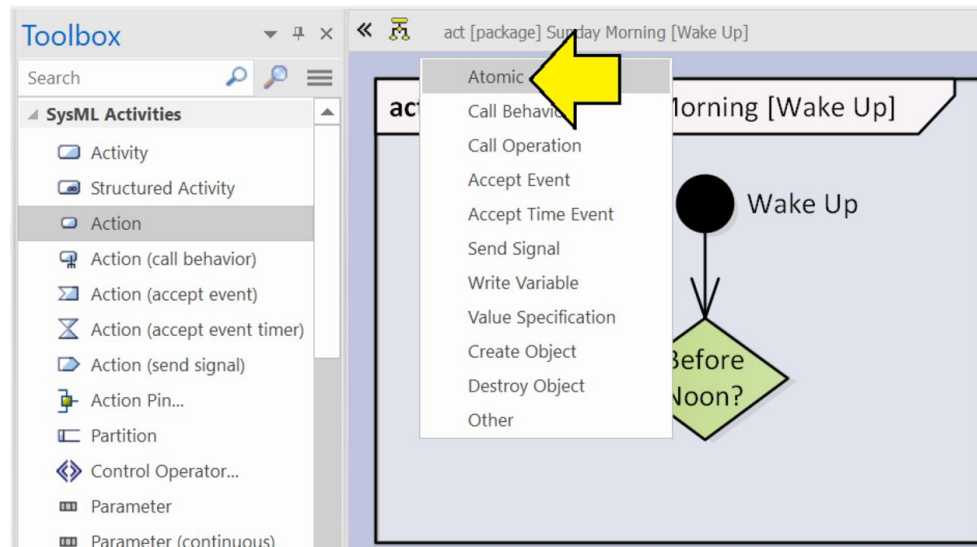 Toolbox
Search
SysML Activities
Activity
Structured Activity
Action
Action (call behavior)
Action (accept event)
Action (accept event timer)
Action (send signal)
Action Pin...
Partition
Control Operator...
Parameter
Parameter (continuous)
act [package] Sunday Morning [Wake Up]
ac
orning [Wake Up]
Atomic
Call Behavio
Call Operation
Accept Event
Accept Time Event
Send Signal
Write Variable
Value Specification
Create Object
Destroy Object
Other
Wake Up
Before
Noon?